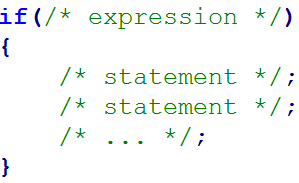 if(/* expression */)
{
    /* statement */;
    /* statement */;
    /* ... */;
}